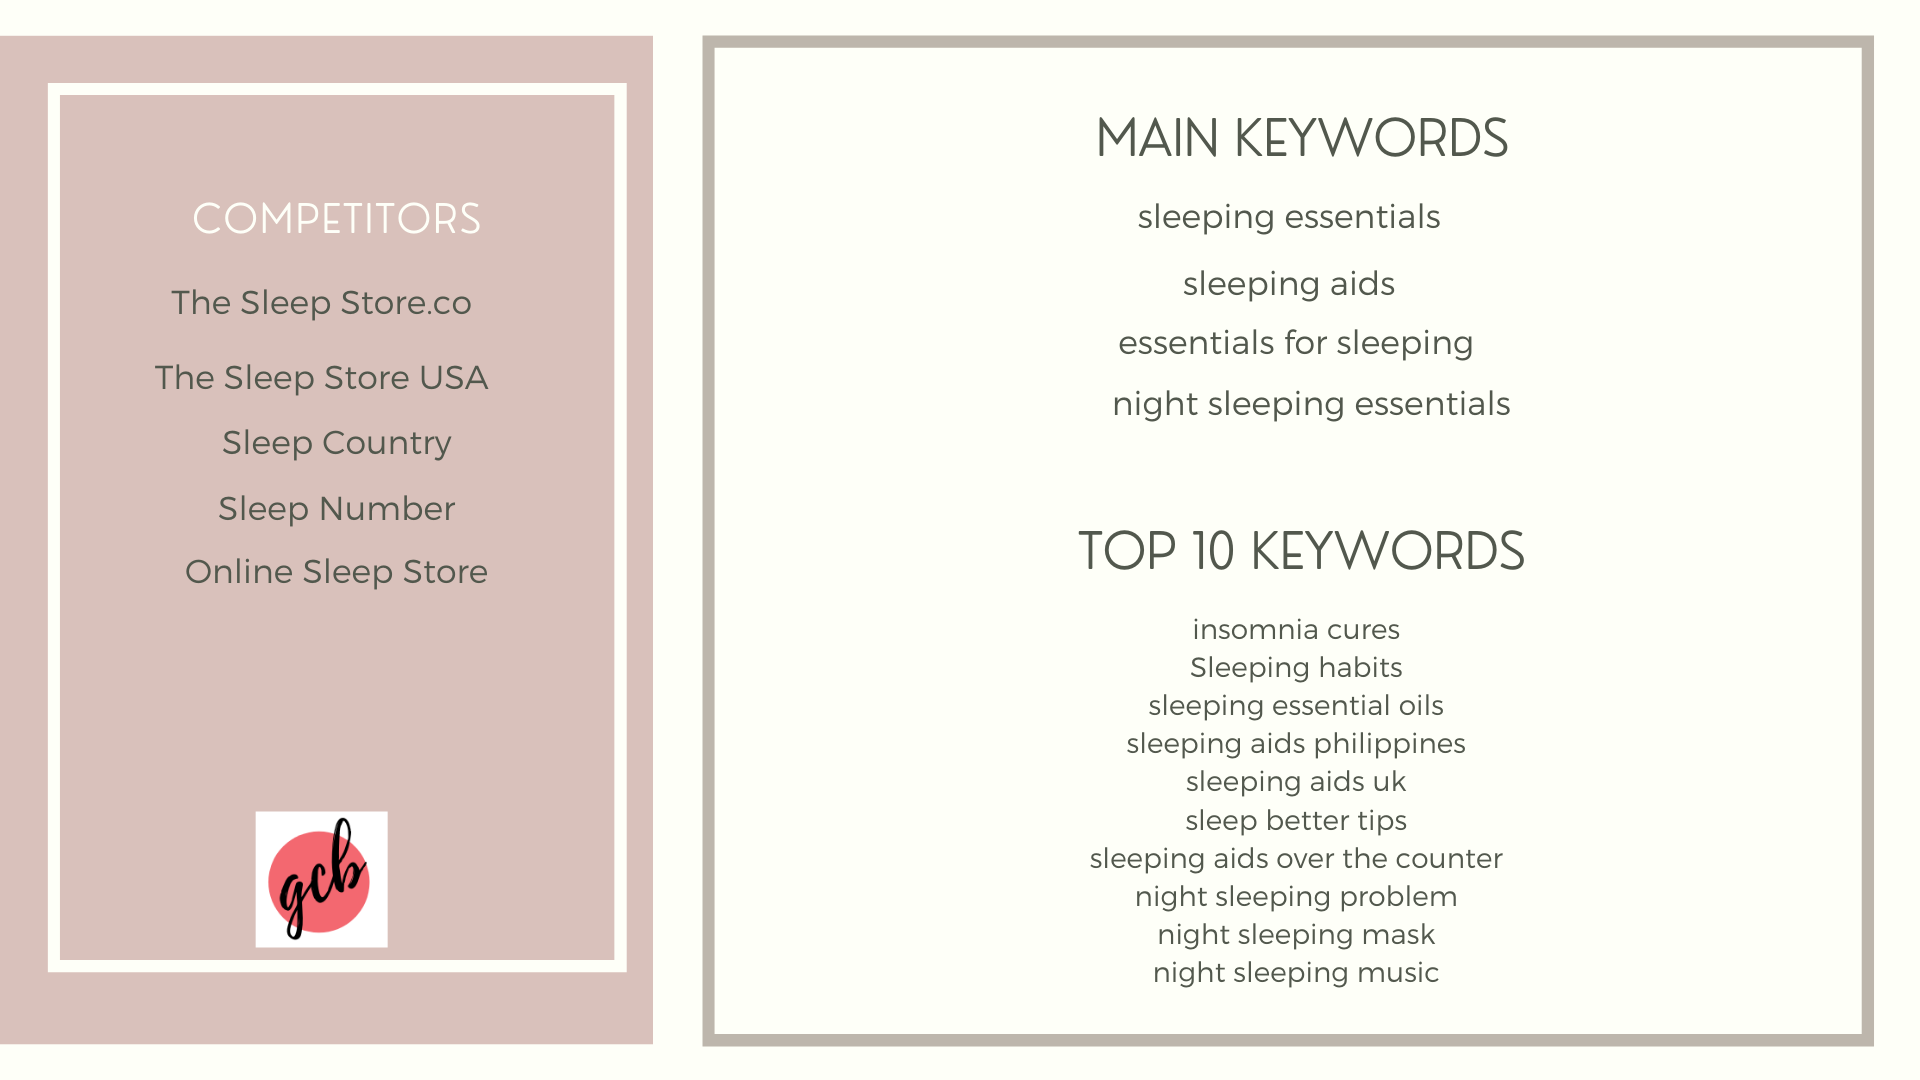 COMPETITORS
The Sleep Store.co
The Sleep Store USA
Sleep Country
Sleep Number
Online Sleep Store
gcb
MAIN KEYWORDS
sleeping essentials
sleeping aids
essentials for sleeping
night sleeping essentials
TOP 10 KEYWORDS
insomnia cures
Sleeping habits
sleeping essential oils
sleeping aids philippines
sleeping aids uk
sleep better tips
sleeping aids over the counter
night sleeping problem
night sleeping mask
night sleeping music